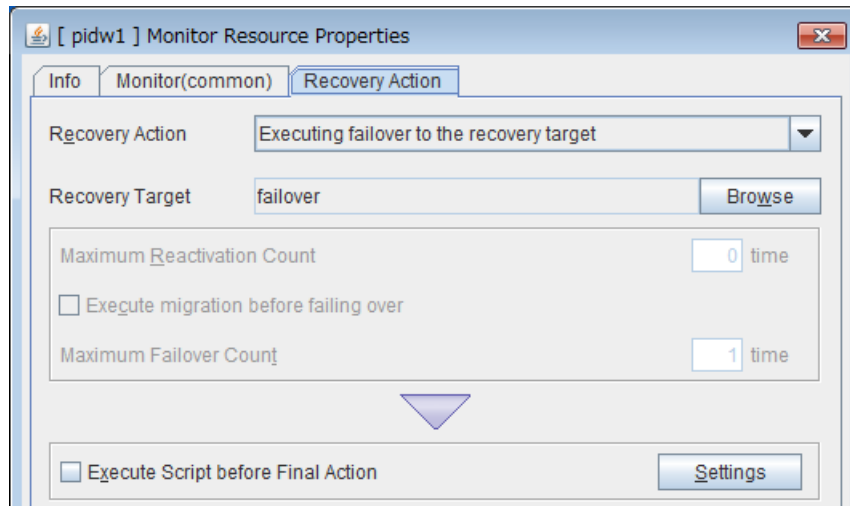 [ pidw1 ] Monitor Resource Properties
Info Monitor(common) Recovery Action
Recovery Action Executing failover to the recovery target
Recovery Target failover Browse
Maximum Reactivation Count 0 time
Execute migration before failing over
Maximum Failover Count 1 time
Execute Script before Final Action Settings